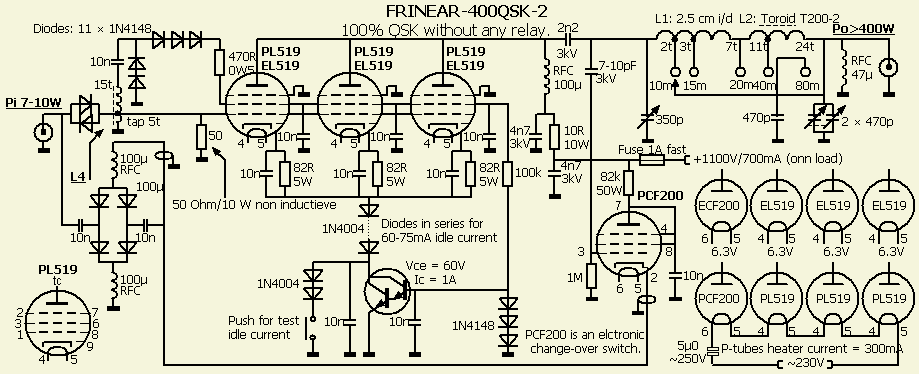 FRINEAR-400QSK-2
100% QSK without any relay.
Diodes: 11 × 1N4148
L1: 2.5 cm i/d L2: Toroid T200-2
2n2
3kV
Po>400W
2t 3t 7t 11t 24t
470R
0W5
PL519
EL519
PL519
EL519
PL519
EL519
10n
15t
7-10pF
3kV
RFC
100µ
10m 15m 20m 40m 80m
RFC
47µ
Pi 7-10W
tap 5t
50
4 5 10n
4 5 10n
4 5 10n
4n7
3kV
10R
10W
350p
470p
2 × 470p
L4
100µ
RFC
100µ
10n
82R
5W
10n
82R
5W
10n
82R
5W
100k
4n7
3kV
Fuse 1A fast
+1100V/700mA (onn load)
82k
50W
PCF200
50 Ohm/10 W non inductieve
7
ECF200
EL519
EL519
EL519
1N4004
Diodes in series for
60-75mA idle current
10n 10n
3
4
8
6 5
4 5
4 5
4 5
6.3V
6.3V
6.3V
6.3V
PL519
tc
100µ
RFC
1N4004
Vce = 60V
Ic = 1A
1M
6 5
2
10n
PCF200
PL519
PL519
PL519
2
3
1
7
6
8
9
4 5
Push for test
idle current
10n
10n
1N4148
PCF200 is an elctronic
change-over switch.
6 5
4 5
4 5
4 5
5µ0
~250V
P-tubes heater current = 300mA
~230V